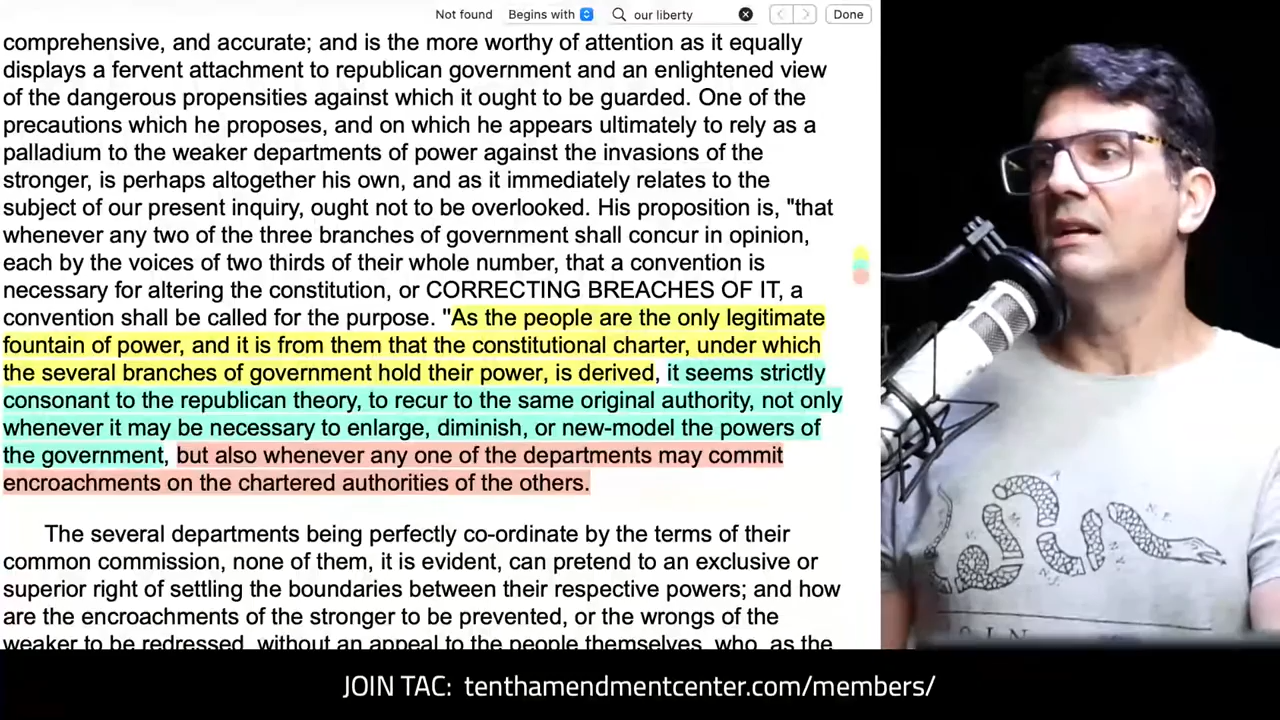 Not found Begins with our liberty Done
comprehensive, and accurate; and is the more worthy of attention as it equally
displays a fervent attachment to republican government and an enlightened view
of the dangerous propensities against which it ought to be guarded. One of the
precautions which he proposes, and on which he appears ultimately to rely as a
palladium to the weaker departments of power against the invasions of the
stronger, is perhaps altogether his own, and as it immediately relates to the
subject of our present inquiry, ought not to be overlooked. His proposition is, "that
whenever any two of the three branches of government shall concur in opinion,
each by the voices of two thirds of their whole number, that a convention is
necessary for altering the constitution, or CORRECTING BREACHES OF IT, a
convention shall be called for the purpose. "As the people are the only legitimate
fountain of power, and it is from them that the constitutional charter, under which
the several branches of government hold their power, is derived, it seems strictly
consonant to the republican theory, to recur to the same original authority, not only
whenever it may be necessary to enlarge, diminish, or new-model the powers of
the government, but also whenever any one of the departments may commit
encroachments on the chartered authorities of the others.
The several departments being perfectly co-ordinate by the terms of their
common commission, none of them, it is evident, can pretend to an exclusive or
superior right of settling the boundaries between their respective powers; and how
are the encroachments of the stronger to be prevented, or the wrongs of the
weaker to be redressed, without an appeal to the people themselves, who, as the
JOIN TAC: tenthamendmentcenter.com/members/